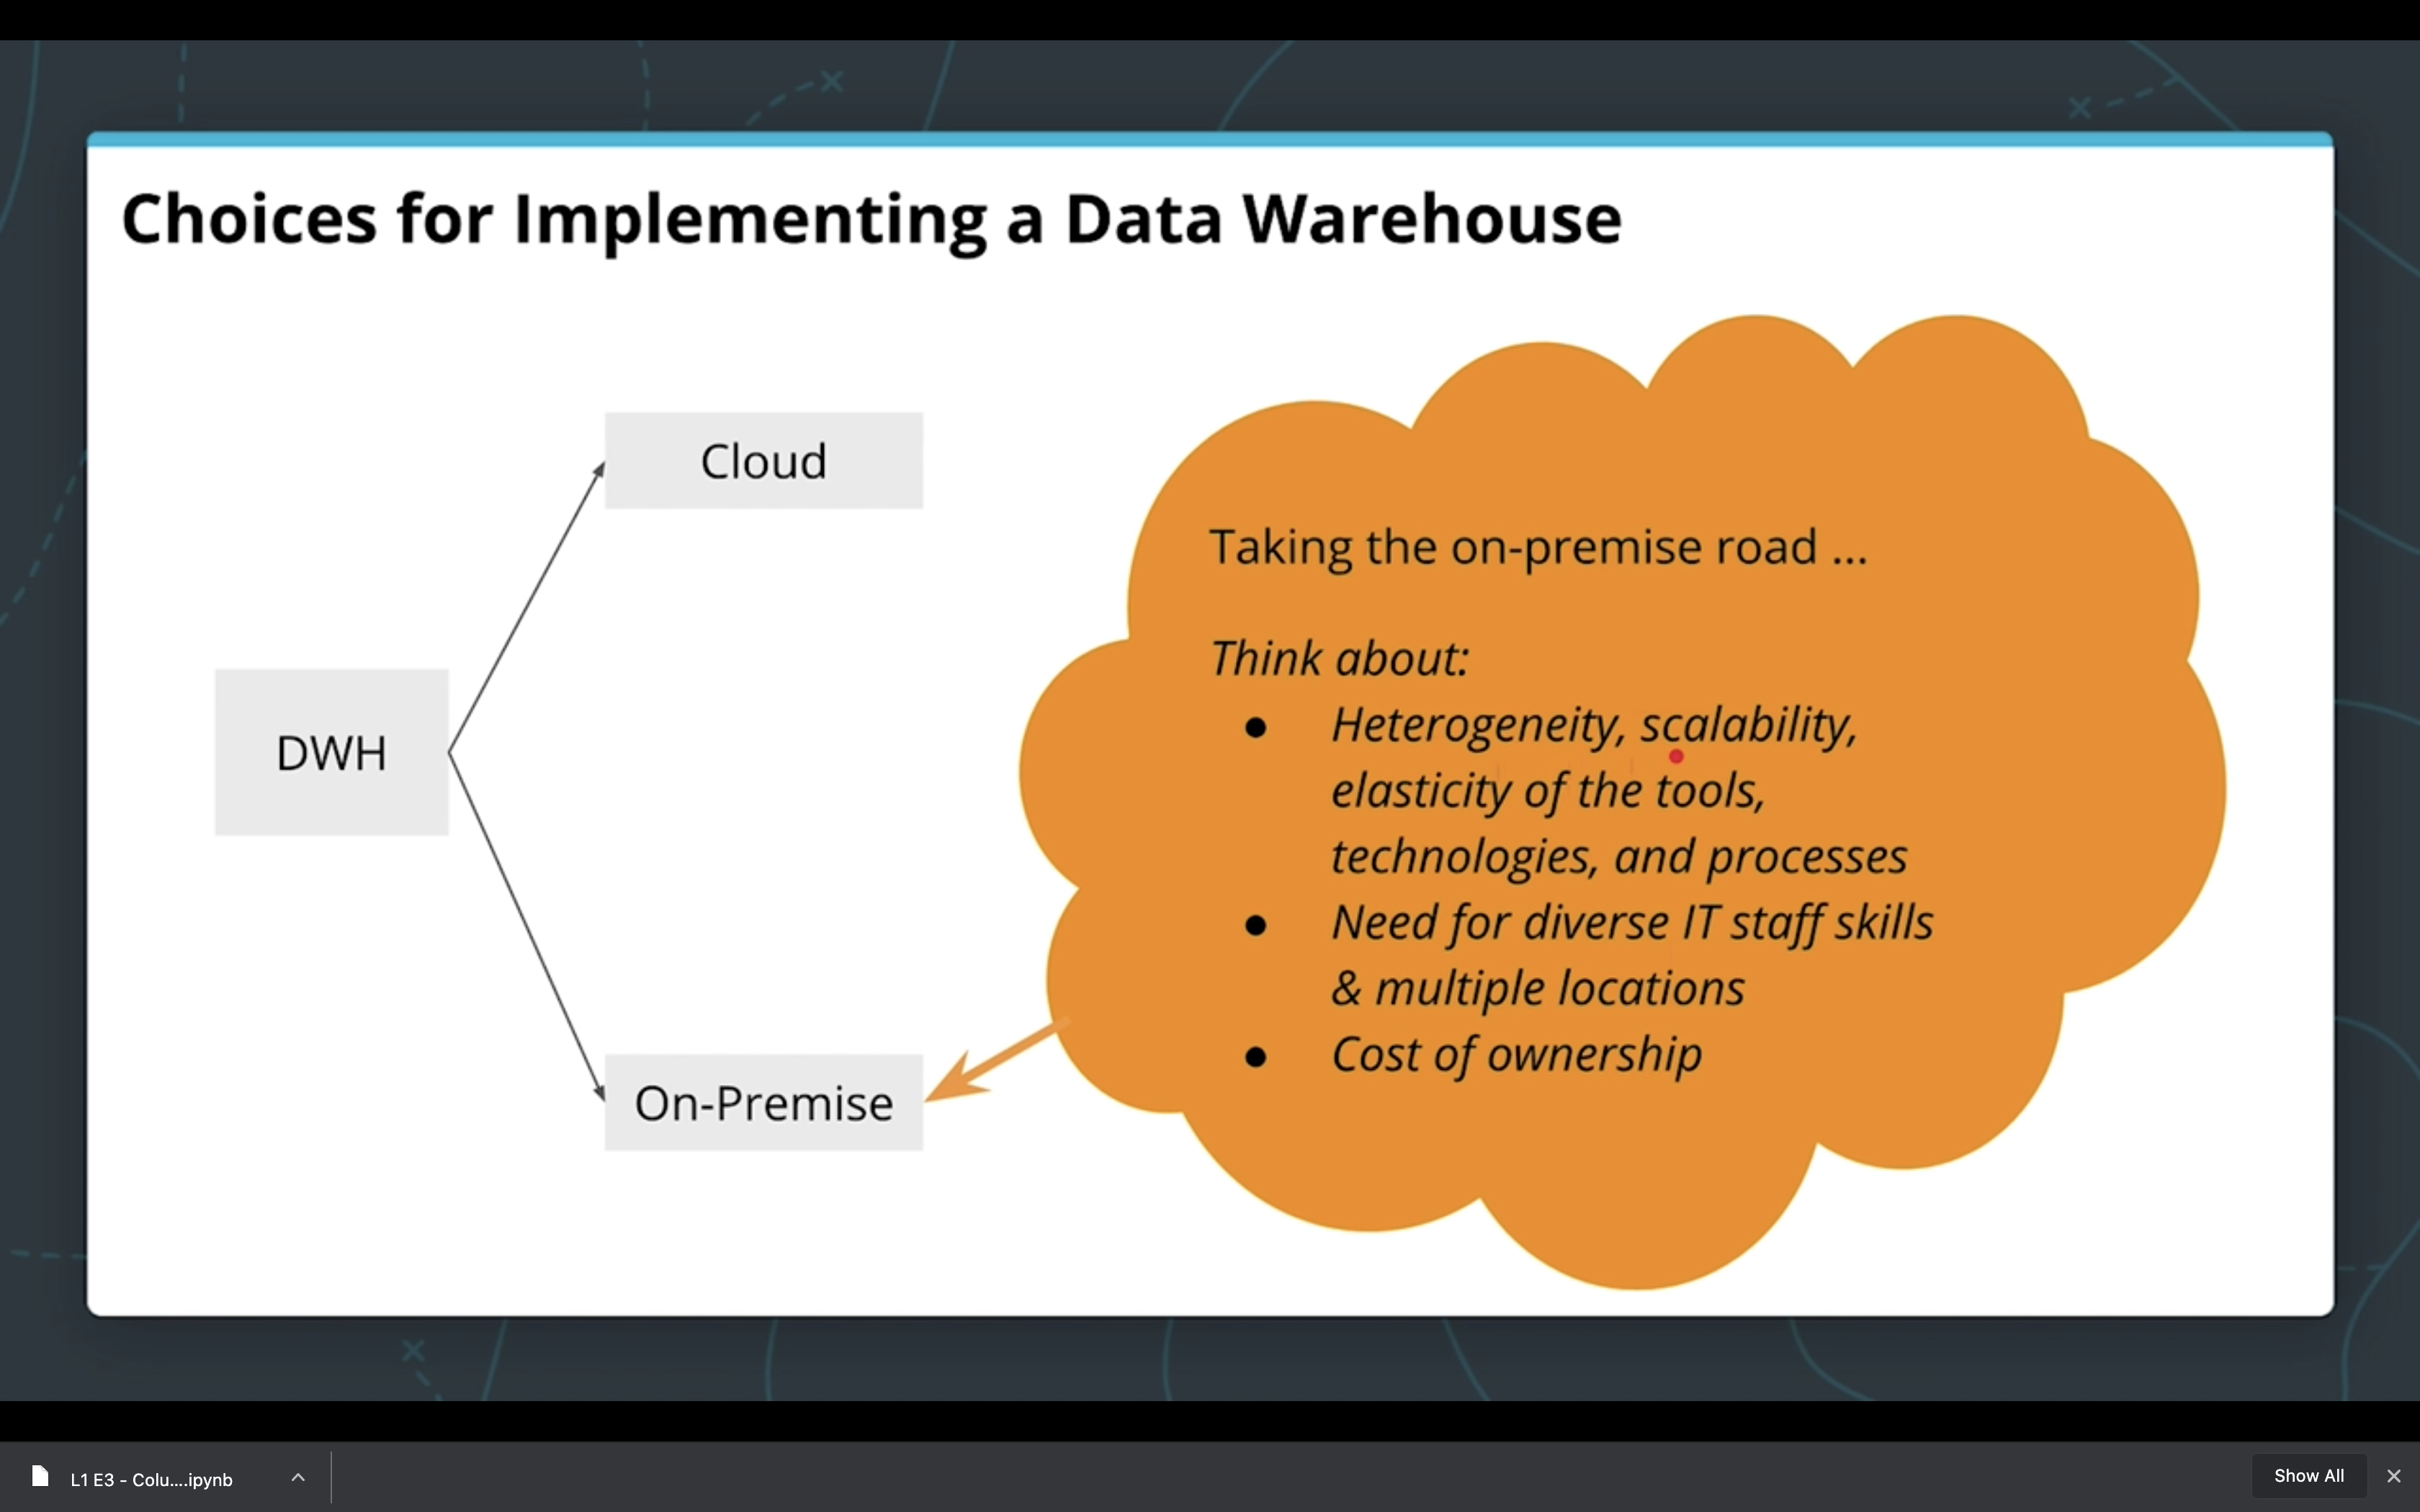 Choices for Implementing a Data Warehouse
Cloud
DWH
On-Premise
Taking the on-premise road ...
Think about:
● Heterogeneity, scalability,
elasticity of the tools,
technologies, and processes
● Need for diverse IT staff skills
& multiple locations
● Cost of ownership
L1 E3 - Colu....ipynb
Show All